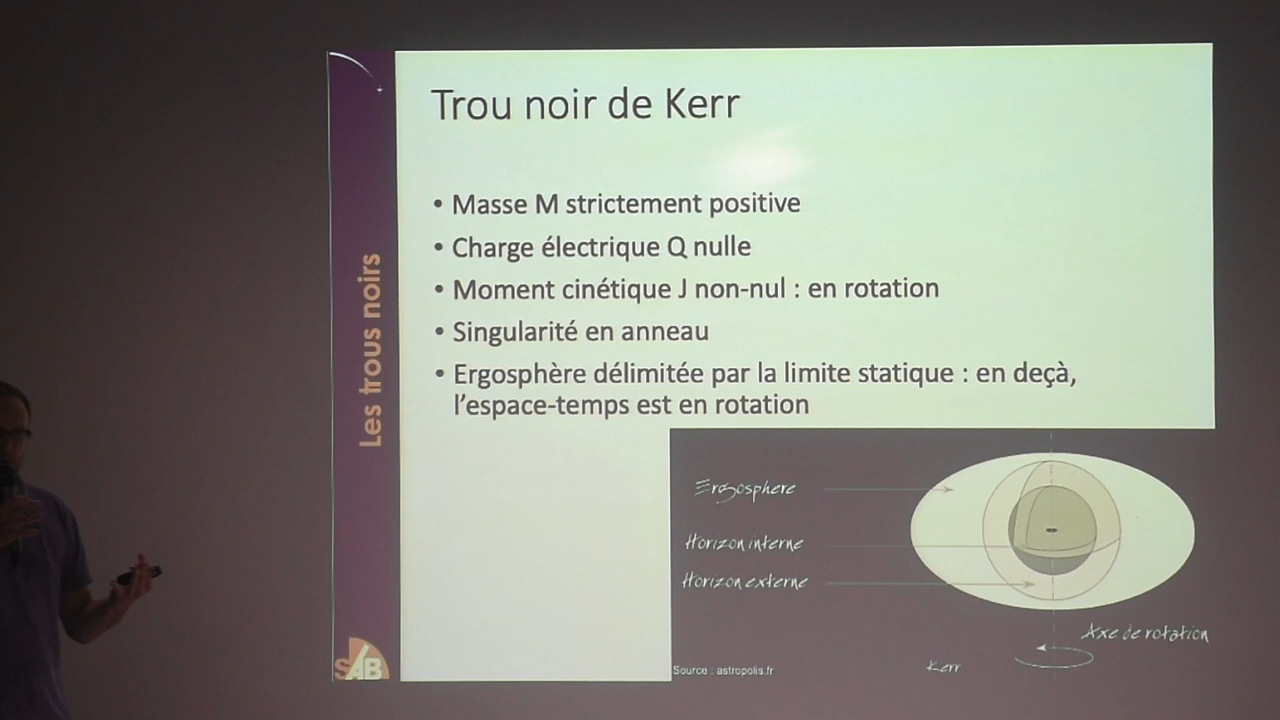 Trou noir de Kerr
• Masse M strictement positive
• Charge électrique Q nulle
• Moment cinétique J non-nul : en rotation
• Singularité en anneau
• Ergosphère délimitée par la limite statique : en deçà,
l'espace-temps est en rotation
Les trous noirs
Ergosphere
Horizon interne
Horizon externe
Axe de rotation
Kerr
Source : astropolis.fr
SAB